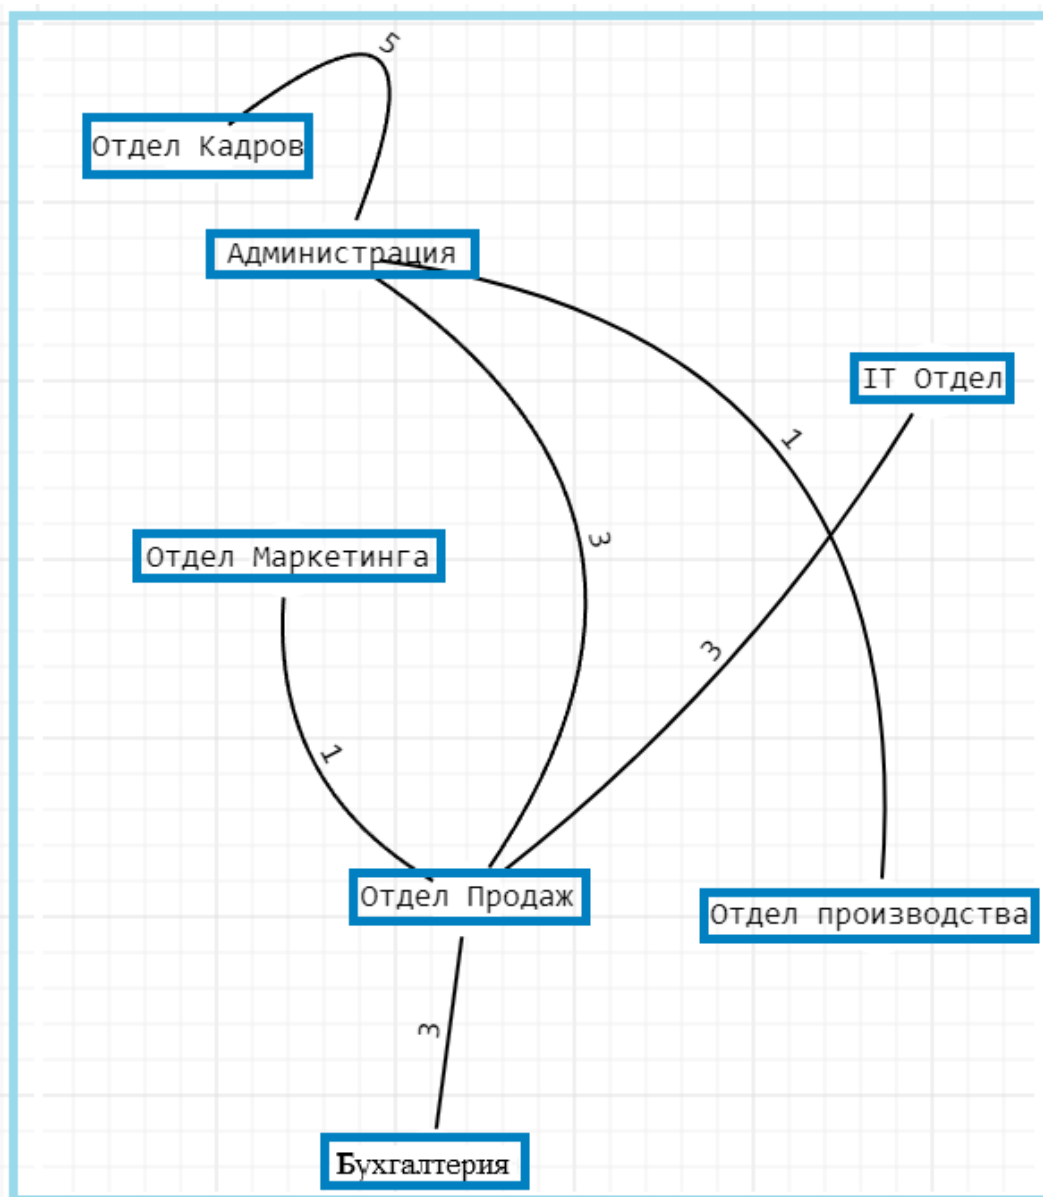 5
Отдел Кадров
Администрация
IT Отдел
1
3
Отдел Маркетинга
3
1
Отдел Продаж
Отдел производства
3
Бухгалтерия